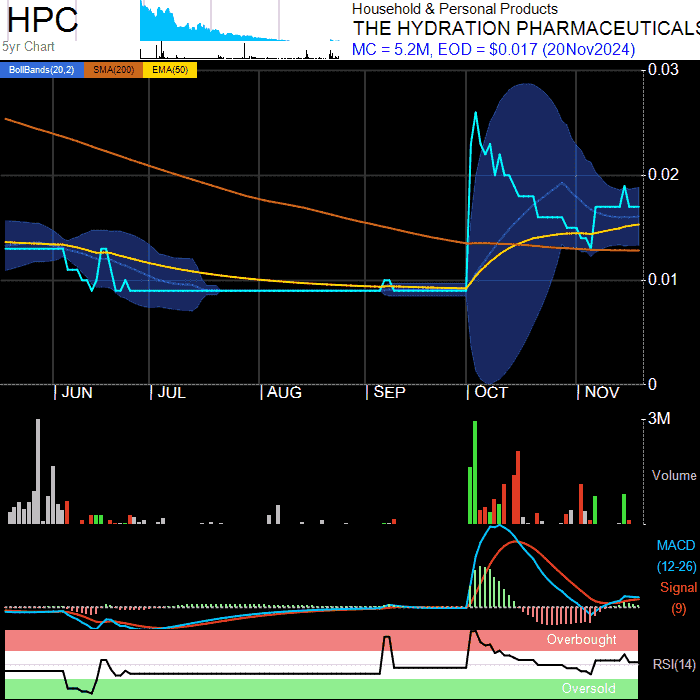 HPC
5yr Chart
Household & Personal Products
THE HYDRATION PHARMACEUTICALS
MC = 5.2M, EOD = $0.017 (20Nov2024)
BollBands(20,2) SMA(200) EMA(50)
0.03
0.02
0.01
0
JUN JUL AUG SEP OCT NOV
3M
Volume
MACD
(12-26)
Signal
(9)
Overbought
RSI(14)
Oversold